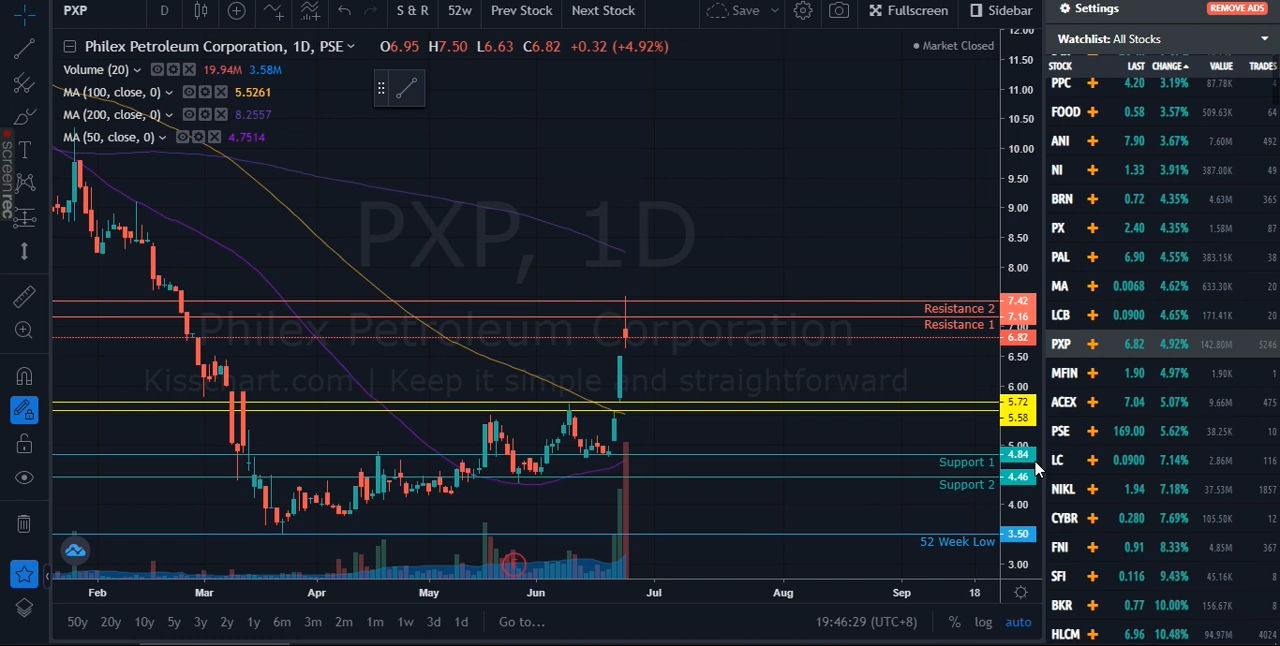 PXP D S & R 52w Prev Stock Next Stock Save Fullscreen Sidebar
Settings REMOVE ADS
Philex Petroleum Corporation, 1D, PSE O6.95 H7.50 L6.63 C6.82 +0.32 (+4.92%)
Market Closed
Volume (20) 19.94M 3.58M
MA (100, close, 0) 5.5261
MA (200, close, 0) 8.2557
MA (50, close, 0) 4.7514
screenrec
PXP, 1D
Philex Petroleum Corporation
Kisschart.com | Keep it simple and straightforward
Resistance 2
Resistance 1
Support 1
Support 2
52 Week Low
12.00
11.50
11.00
10.50
10.00
9.50
9.00
8.50
8.00
7.42
7.16
7.00
6.82
6.50
6.00
5.72
5.58
5.00
4.84
4.46
4.00
3.50
3.00
Feb Mar Apr May Jun Jul Aug Sep 18
50y 20y 10y 5y 3y 2y 1y 6m 3m 2m 1m 1w 3d 1d Go to... 19:46:29 (UTC+8) % log auto
Watchlist: All Stocks
STOCK LAST CHANGE VALUE TRADES
PPC 4.20 3.19% 87.78K
FOOD 0.58 3.57% 509.63K 64
ANI 7.90 3.67% 7.60M 492
NI 1.33 3.91% 387.00K 49
BRN 0.72 4.35% 4.63M 365
PX 2.40 4.35% 1.58M 87
PAL 6.90 4.55% 383.15K 38
MA 0.0068 4.62% 633.30K 20
LCB 0.0900 4.65% 171.41K 20
PXP 6.82 4.92% 142.80M 5246
MFIN 1.90 4.97% 1.90K 1
ACEX 7.04 5.07% 9.66M 475
PSE 169.00 5.62% 38.25K 10
LC 0.0900 7.14% 2.86M 116
NIKL 1.94 7.18% 37.53M 1857
CYBR 0.280 7.69% 105.50K 12
FNI 0.91 8.33% 4.85M 367
SFI 0.116 9.43% 45.16K 8
BKR 0.77 10.00% 156.67K 8
HLCM 6.96 10.48% 94.97M 4024